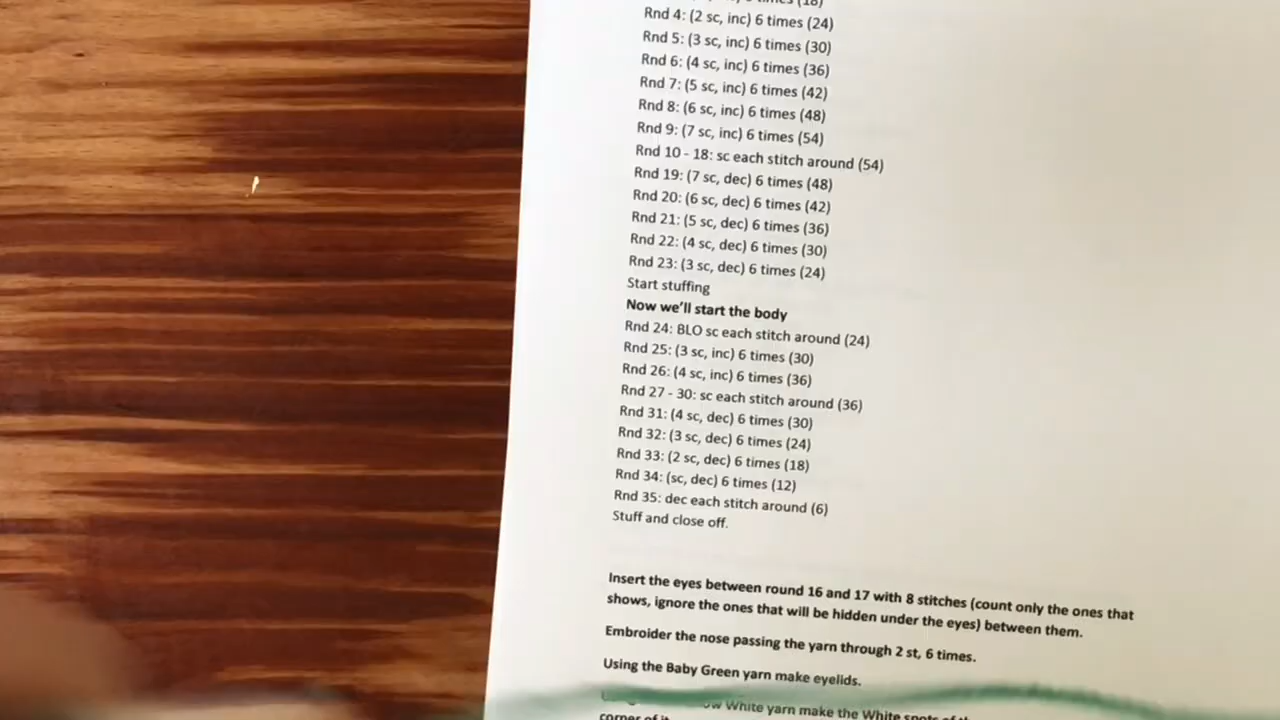 (18)
Rnd 4: (2 sc, inc) 6 times (24)
Rnd 5: (3 sc, inc) 6 times (30)
Rnd 6: (4 sc, inc) 6 times (36)
Rnd 7: (5 sc, inc) 6 times (42)
Rnd 8: (6 sc, inc) 6 times (48)
Rnd 9: (7 sc, inc) 6 times (54)
Rnd 10 - 18: sc each stitch around (54)
Rnd 19: (7 sc, dec) 6 times (48)
Rnd 20: (6 sc, dec) 6 times (42)
Rnd 21: (5 sc, dec) 6 times (36)
Rnd 22: (4 sc, dec) 6 times (30)
Rnd 23: (3 sc, dec) 6 times (24)
Start stuffing
Now we'll start the body
Rnd 24: BLO sc each stitch around (24)
Rnd 25: (3 sc, inc) 6 times (30)
Rnd 26: (4 sc, inc) 6 times (36)
Rnd 27 - 30: sc each stitch around (36)
Rnd 31: (4 sc, dec) 6 times (30)
Rnd 32: (3 sc, dec) 6 times (24)
Rnd 33: (2 sc, dec) 6 times (18)
Rnd 34: (sc, dec) 6 times (12)
Rnd 35: dec each stitch around (6)
Stuff and close off.
Insert the eyes between round 16 and 17 with 8 stitches (count only the ones that
shows, ignore the ones that will be hidden under the eyes) between them.
Embroider the nose passing the yarn through 2 st, 6 times.
Using the Baby Green yarn make eyelids.
White yarn make the White spots of
corner of it